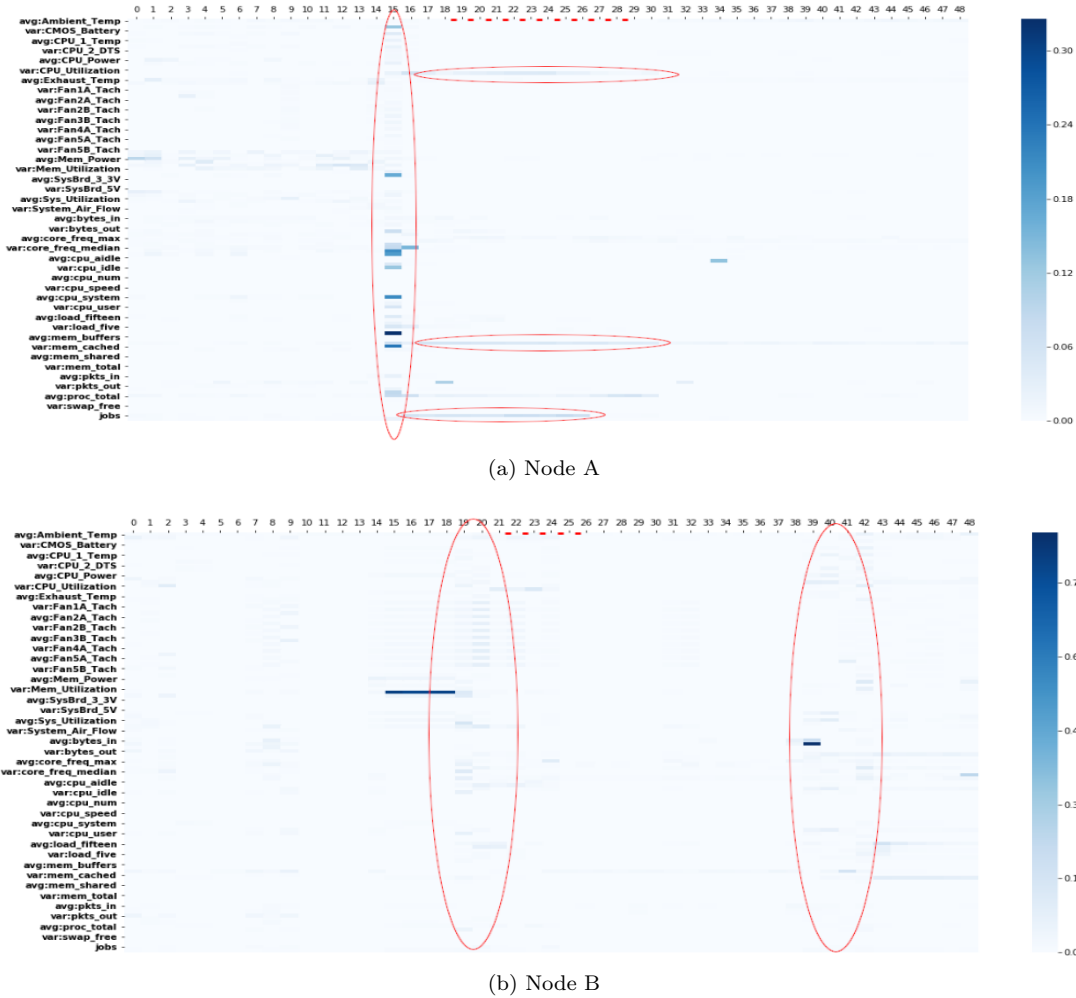 0 1 2 3 4 5 6 7 8 9 10 11 12 13 14 15 16 17 18 19 20 21 22 23 24 25 26 27 28 29 30 31 32 33 34 35 36 37 38 39 40 41 42 43 44 45 46 47 48
avg:Ambient_Temp
var:CMOS_Battery
avg:CPU_1_Temp
var:CPU_2_DTS
avg:CPU_Power
var:CPU_Utilization
avg:Exhaust_Temp
var:Fan1A_Tach
avg:Fan2A_Tach
var:Fan2B_Tach
avg:Fan3B_Tach
var:Fan4A_Tach
avg:Fan5A_Tach
var:Fan5B_Tach
avg:Mem_Power
var:Mem_Utilization
avg:SysBrd_3_3V
var:SysBrd_5V
avg:Sys_Utilization
var:System_Air_Flow
avg:bytes_in
var:bytes_out
avg:core_freq_max
var:core_freq_median
avg:cpu_aidle
var:cpu_idle
avg:cpu_num
var:cpu_speed
avg:cpu_system
var:cpu_user
avg:load_fifteen
var:load_five
avg:mem_buffers
var:mem_cached
avg:mem_shared
var:mem_total
avg:pkts_in
var:pkts_out
avg:proc_total
var:swap_free
jobs
0.30
0.24
0.18
0.12
0.06
0.00
(a) Node A
0 1 2 3 4 5 6 7 8 9 10 11 12 13 14 15 16 17 18 19 20 21 22 23 24 25 26 27 28 29 30 31 32 33 34 35 36 37 38 39 40 41 42 43 44 45 46 47 48
avg:Ambient_Temp
var:CMOS_Battery
avg:CPU_1_Temp
var:CPU_2_DTS
avg:CPU_Power
var:CPU_Utilization
avg:Exhaust_Temp
var:Fan1A_Tach
avg:Fan2A_Tach
var:Fan2B_Tach
avg:Fan3B_Tach
var:Fan4A_Tach
avg:Fan5A_Tach
var:Fan5B_Tach
avg:Mem_Power
var:Mem_Utilization
avg:SysBrd_3_3V
var:SysBrd_5V
avg:Sys_Utilization
var:System_Air_Flow
avg:bytes_in
var:bytes_out
avg:core_freq_max
var:core_freq_median
avg:cpu_aidle
var:cpu_idle
avg:cpu_num
var:cpu_speed
avg:cpu_system
var:cpu_user
avg:load_fifteen
var:load_five
avg:mem_buffers
var:mem_cached
avg:mem_shared
var:mem_total
avg:pkts_in
var:pkts_out
avg:proc_total
var:swap_free
jobs
0.7
0.6
0.4
0.3
0.1
0.0
(b) Node B